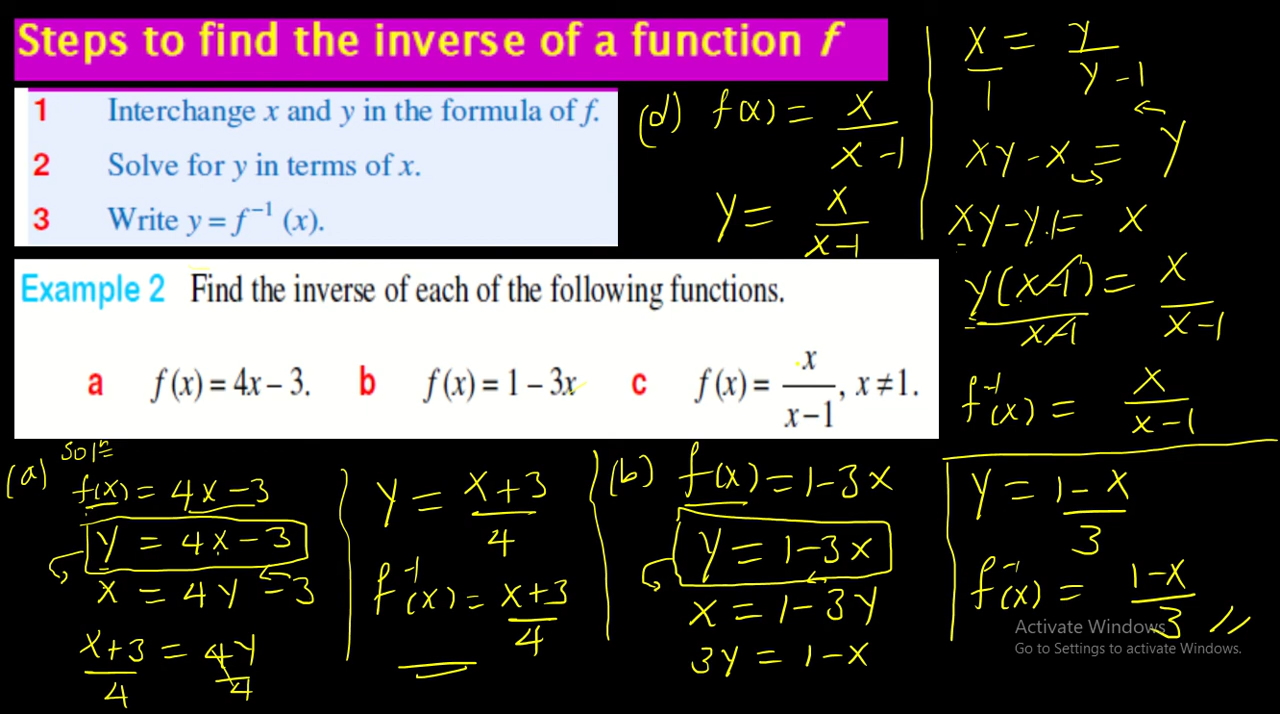 Steps to find the inverse of a function f
1 Interchange x and y in the formula of f.
2 Solve for y in terms of x.
3 Write y = f⁻¹ (x).
Example 2 Find the inverse of each of the following functions.
a f(x) = 4x – 3. b f(x) = 1 – 3x c f(x) = x/(x–1), x ≠ 1.
(a) Solⁿ
f(x) = 4x – 3
y = 4x – 3
x = 4y – 3
(x+3)/4 = 4y/4
y = (x+3)/4
f⁻¹(x) = (x+3)/4
(b) f(x) = 1–3x
y = 1–3x
x = 1–3y
3y = 1–x
y = (1–x)/3
f⁻¹(x) = (1–x)/3 //
(d) f(x) = x/(x–1)
y = x/(x–1)
x/1 = y/(y–1)
xy – x = y
xy – y.1 = x
y(x–1)/(x–1) = x/(x–1)
f⁻¹(x) = x/(x–1)
Activate Windows
Go to Settings to activate Windows.